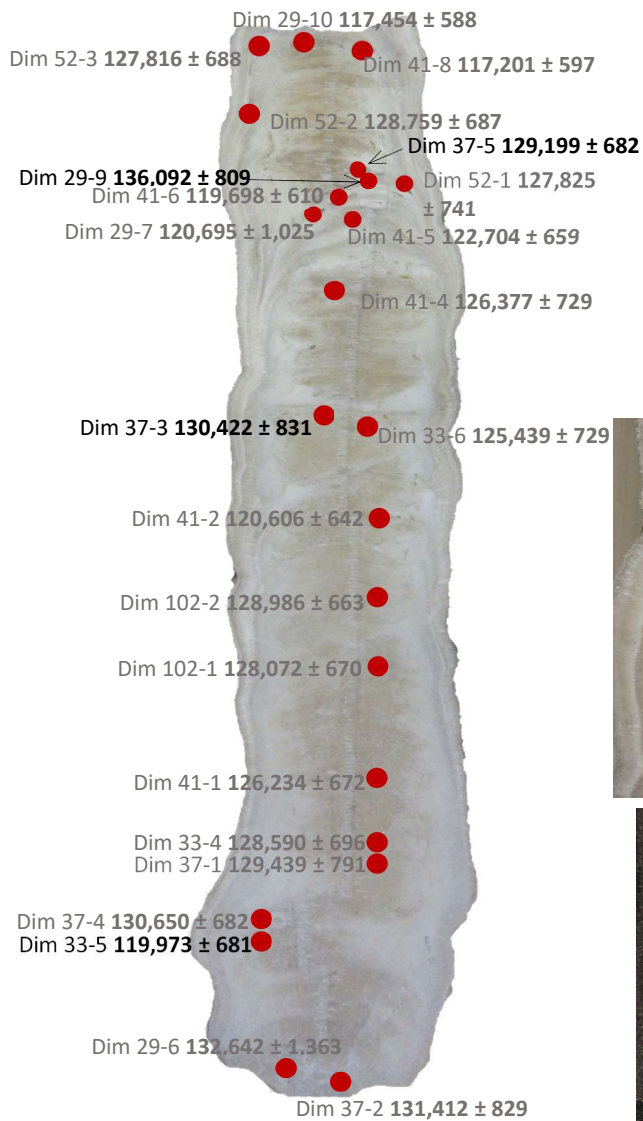 Dim 29-10 117,454 ± 588
Dim 52-3 127,816 ± 688
Dim 41-8 117,201 ± 597
Dim 52-2 128,759 ± 687
Dim 37-5 129,199 ± 682
Dim 29-9 136,092 ± 809
Dim 52-1 127,825
± 741
Dim 41-6 119,698 ± 610
Dim 29-7 120,695 ± 1,025
Dim 41-5 122,704 ± 659
Dim 41-4 126,377 ± 729
Dim 37-3 130,422 ± 831
Dim 33-6 125,439 ± 729
Dim 41-2 120,606 ± 642
Dim 102-2 128,986 ± 663
Dim 102-1 128,072 ± 670
Dim 41-1 126,234 ± 672
Dim 33-4 128,590 ± 696
Dim 37-1 129,439 ± 791
Dim 37-4 130,650 ± 682
Dim 33-5 119,973 ± 681
Dim 29-6 132,642 ± 1,363
Dim 37-2 131,412 ± 829